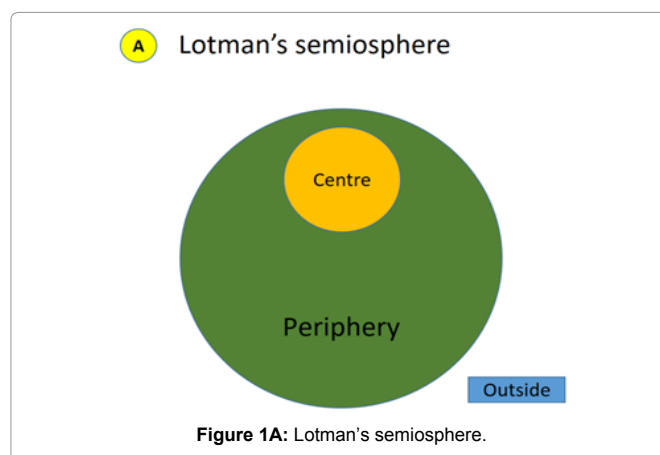 A Lotman’s semiosphere
Centre
Periphery
Outside
Figure 1A: Lotman’s semiosphere.